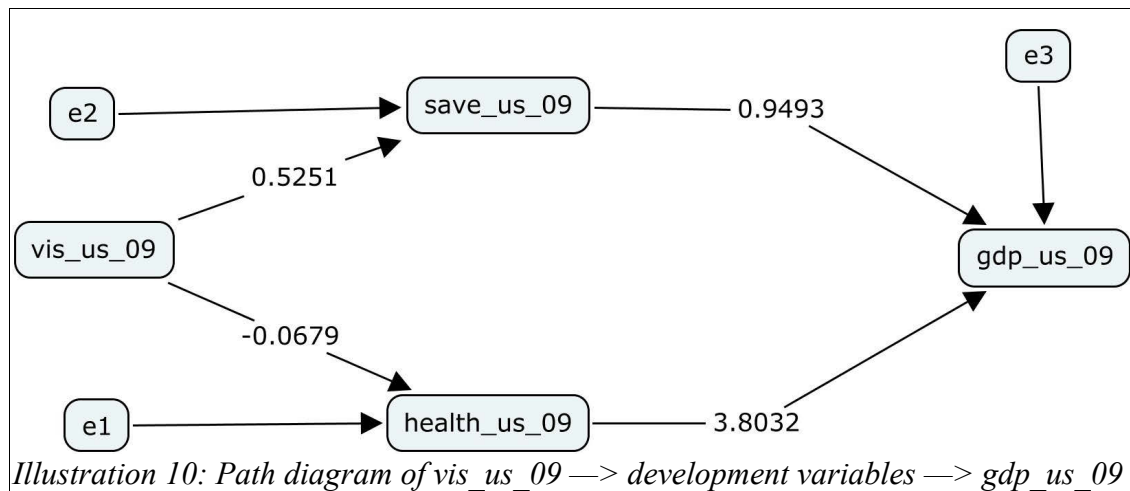 e3
save_us_09
0.9493
e2
0.5251
vis_us_09
gdp_us_09
-0.0679
health_us_09
3.8032
e1
Illustration 10: Path diagram of vis_us_09 —> development variables —> gdp_us_09